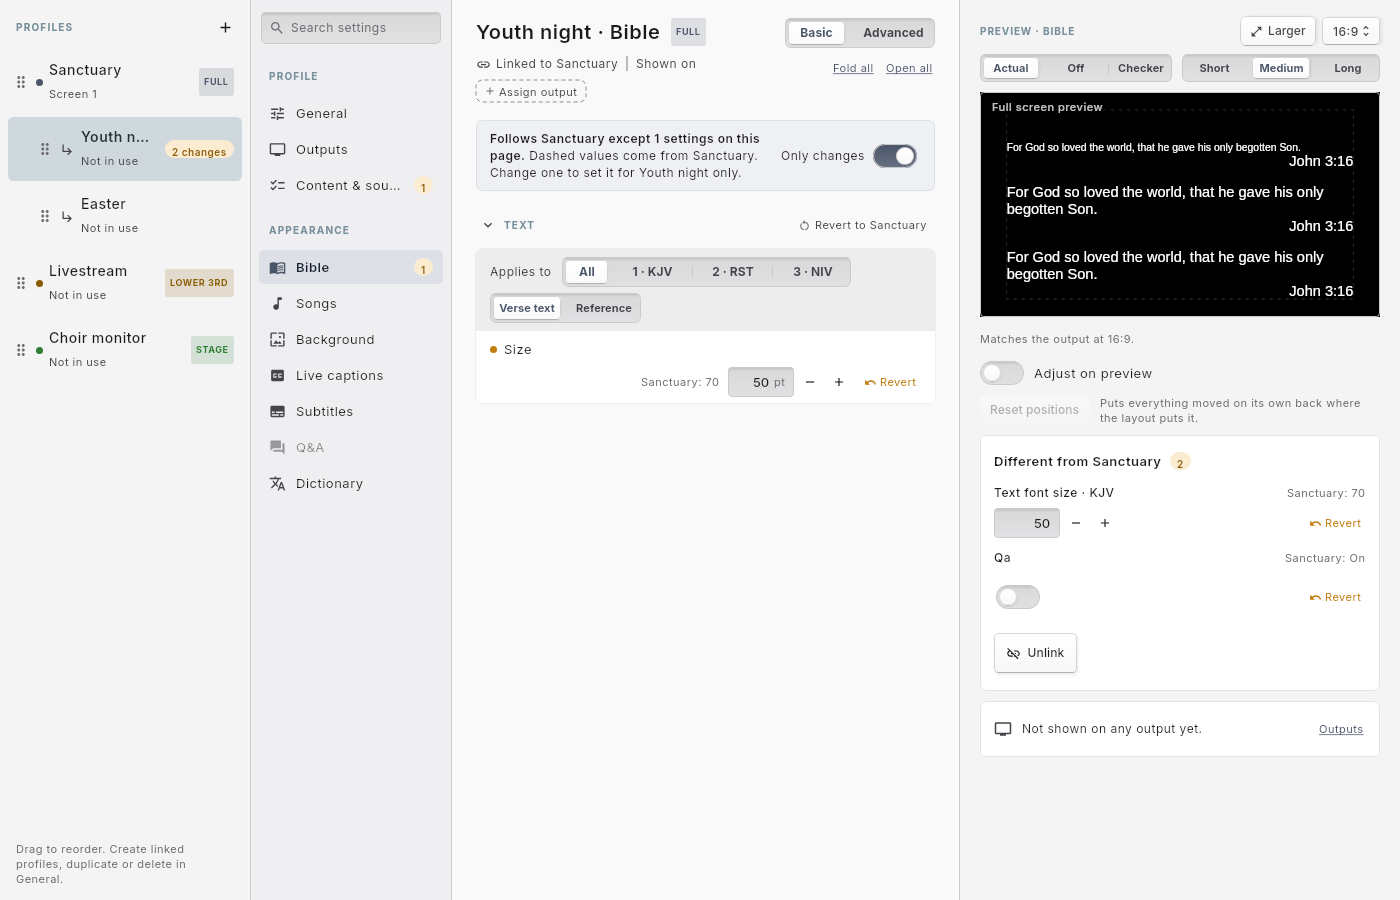 PROFILES
Sanctuary
Screen 1
FULL
Youth n...
Not in use
2 changes
Easter
Not in use
Livestream
Not in use
LOWER 3RD
Choir monitor
Not in use
STAGE
Drag to reorder. Create linked
profiles, duplicate or delete in
General.
Search settings
PROFILE
General
Outputs
Content & sou...
1
APPEARANCE
Bible
1
Songs
Background
Live captions
Subtitles
Q&A
Dictionary
Youth night · Bible
FULL
Basic
Advanced
Linked to Sanctuary
Shown on
Fold all
Open all
+ Assign output
Follows Sanctuary except 1 settings on this
page. Dashed values come from Sanctuary.
Change one to set it for Youth night only.
Only changes
TEXT
Revert to Sanctuary
Applies to
All
1 · KJV
2 · RST
3 · NIV
Verse text
Reference
Size
Sanctuary: 70
50 pt
Revert
PREVIEW · BIBLE
Larger
16:9
Actual
Off
Checker
Short
Medium
Long
Full screen preview
For God so loved the world, that he gave his only begotten Son.
John 3:16
For God so loved the world, that he gave his only
begotten Son.
John 3:16
For God so loved the world, that he gave his only
begotten Son.
John 3:16
Matches the output at 16:9.
Adjust on preview
Reset positions
Puts everything moved on its own back where
the layout puts it.
Different from Sanctuary
2
Text font size · KJV
Sanctuary: 70
50
Revert
Qa
Sanctuary: On
Revert
Unlink
Not shown on any output yet.
Outputs